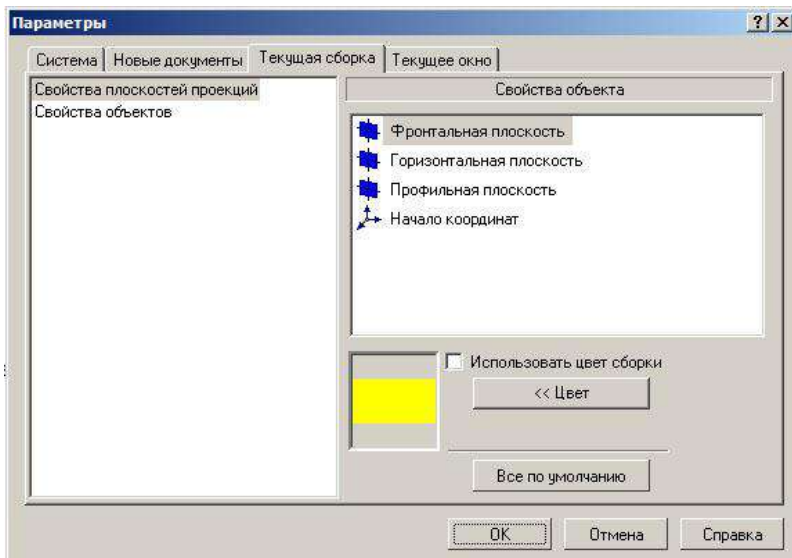 Параметры
Система Новые документы Текущая сборка Текущее окно
Свойства плоскостей проекций
Свойства объектов
Свойства объекта
Фронтальная плоскость
Горизонтальная плоскость
Профильная плоскость
Начало координат
Использовать цвет сборки
<< Цвет
Все по умолчанию
OK Отмена Справка